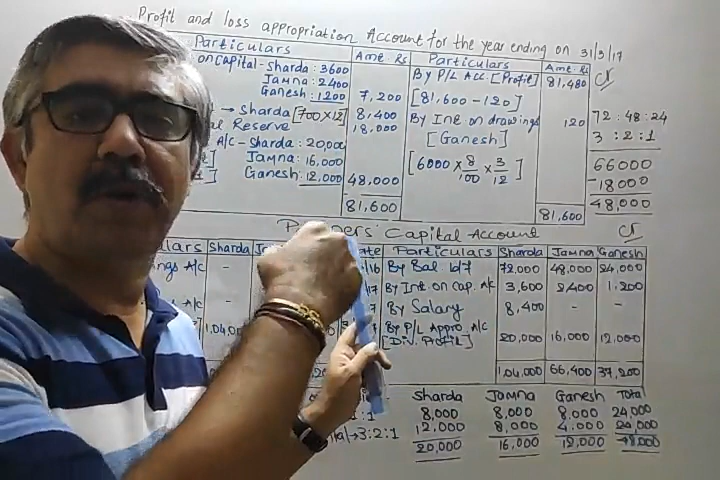 Profit and loss appropriation Account for the year ending on 31/3/17
Particulars Amt. Rs Particulars Amt. Rs
on Capital - Sharda : 3600 By P/L Acc. [Profit] 81,480 Cr
Jamna : 2400
Ganesh : 1200 7,200 [81,600 - 120]
→ Sharda [700 × 12] 8,400 By Int on drawings 120
al Reserve 18,000 [Ganesh]
A/C - Sharda : 20,000
Jamna : 16,000 [6000 × 8/100 × 3/12]
Ganesh : 12,000 48,000
81,600 81,600
72 : 48 : 24
3 : 2 : 1
66000
- 18000
48,000
Capital Account Cr
lars Sharda Particulars Sharda Jamna Ganesh
ngs A/C - /16 By Bal b/f 72,000 48,000 24,000
/17 By Int on Cap. A/c 3,600 2400 1,200
A/C - By Salary 8,400 - -
By P/L Appro. A/C 20,000 16,000 12,000
[Div. Profit]
1,04,000 66,400 37,200
Sharda Jamna Ganesh Total
: 1 8,000 8,000 8,000 24,000
→ 3:2:1 12,000 8,000 4,000 24,000
20,000 16,000 12,000 48,000